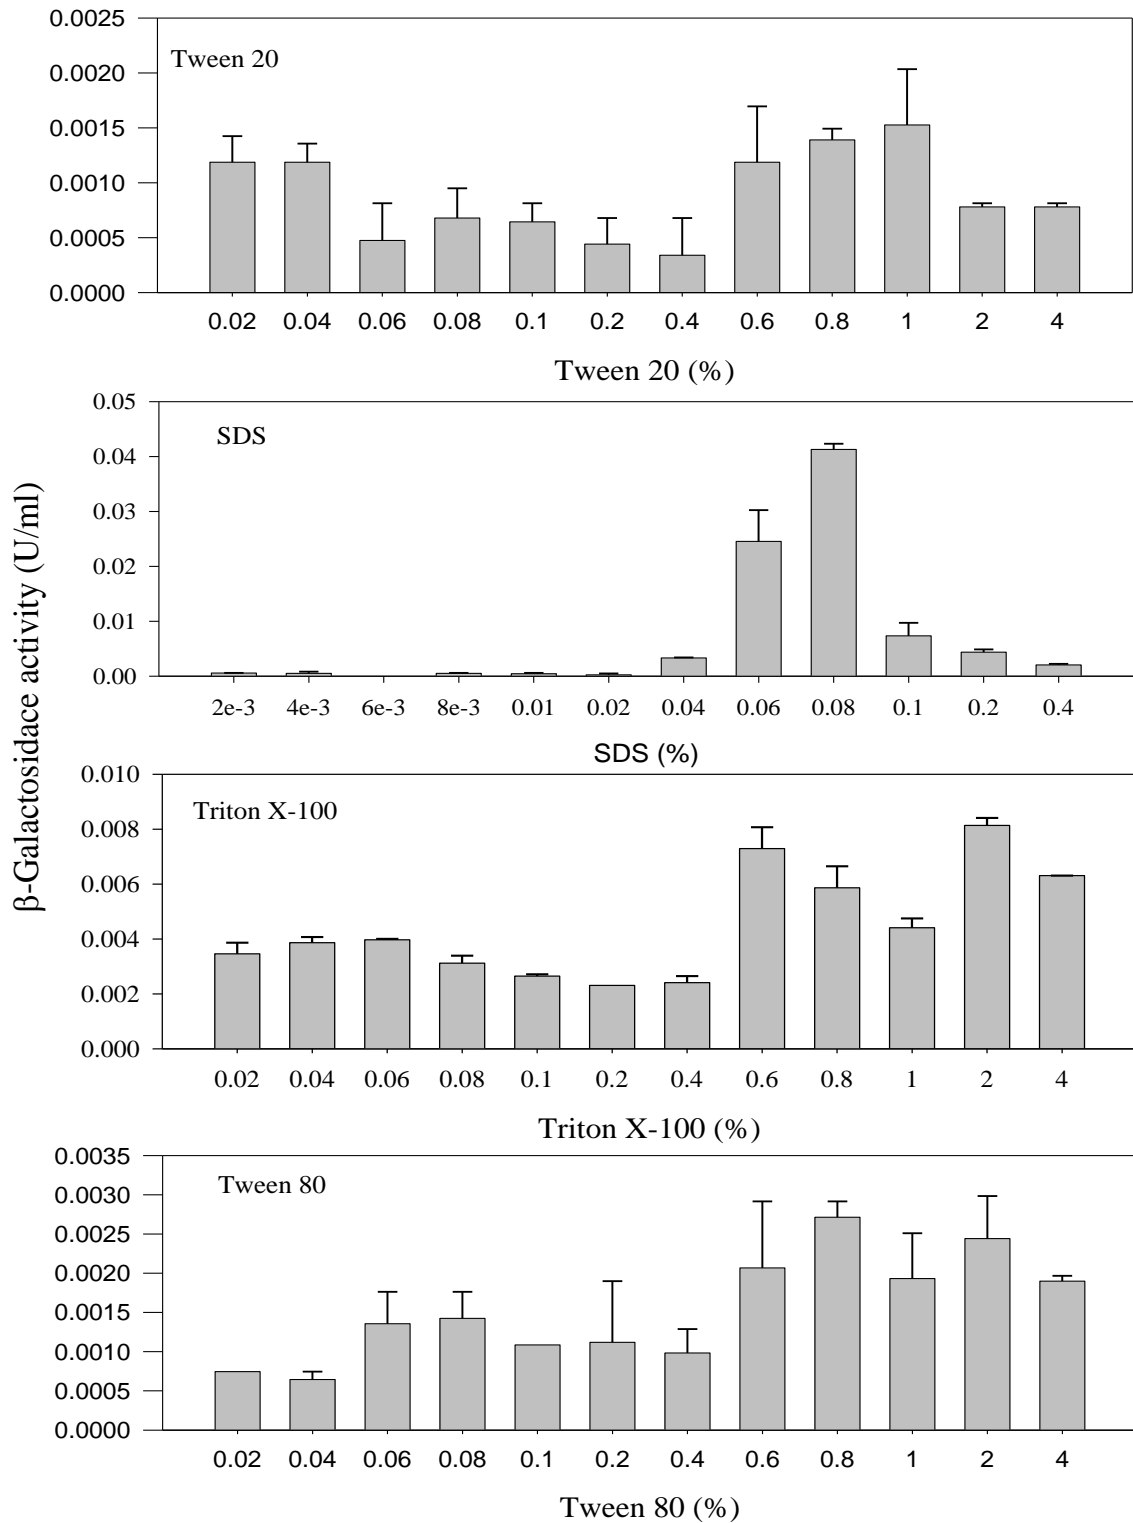 0.0025
0.0020
0.0015
0.0010
0.0005
0.0000
Tween 20
0.02 0.04 0.06 0.08 0.1 0.2 0.4 0.6 0.8 1 2 4
Tween 20 (%)
β-Galactosidace activity (U/ml)
0.05
0.04
0.03
0.02
0.01
0.00
SDS
2e-3 4e-3 6e-3 8e-3 0.01 0.02 0.04 0.06 0.08 0.1 0.2 0.4
SDS (%)
0.010
0.008
0.006
0.004
0.002
0.000
Triton X-100
0.02 0.04 0.06 0.08 0.1 0.2 0.4 0.6 0.8 1 2 4
Triton X-100 (%)
0.0035
0.0030
0.0025
0.0020
0.0015
0.0010
0.0005
0.0000
Tween 80
0.02 0.04 0.06 0.08 0.1 0.2 0.4 0.6 0.8 1 2 4
Tween 80 (%)